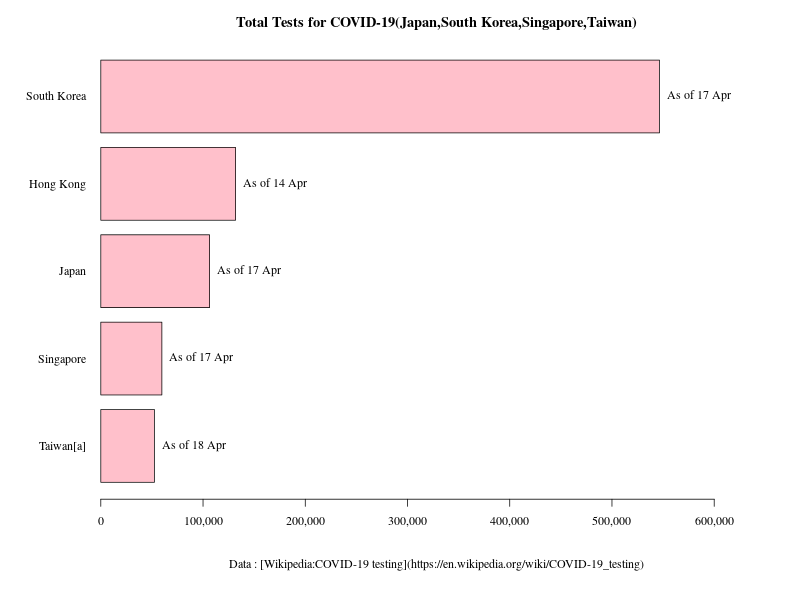 Total Tests for COVID-19(Japan,South Korea,Singapore,Taiwan)
South Korea
As of 17 Apr
Hong Kong
As of 14 Apr
Japan
As of 17 Apr
Singapore
As of 17 Apr
Taiwan[a]
As of 18 Apr
0 100,000 200,000 300,000 400,000 500,000 600,000
Data : [Wikipedia:COVID-19 testing](https://en.wikipedia.org/wiki/COVID-19_testing)